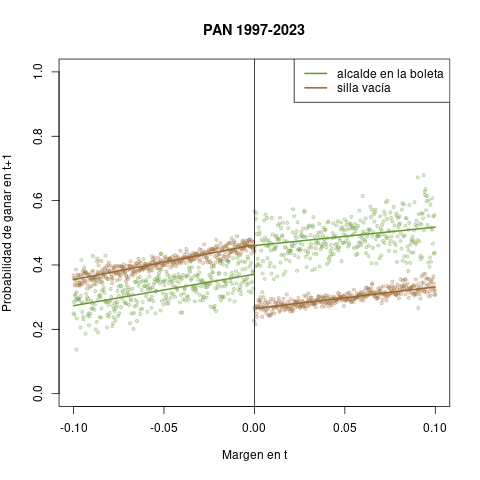 PAN 1997-2023
alcalde en la boleta
silla vacía
Probabilidad de ganar en t+1
1.0
0.8
0.6
0.4
0.2
0.0
-0.10 -0.05 0.00 0.05 0.10
Margen en t